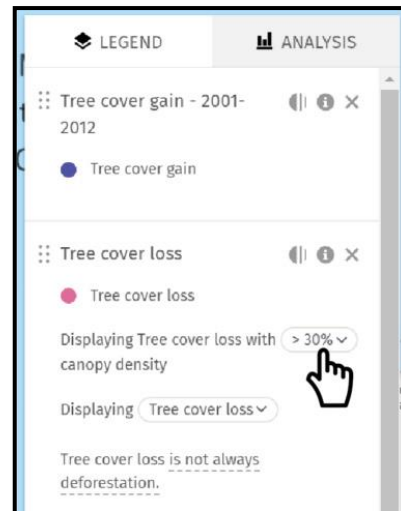 LEGEND
ANALYSIS
Tree cover gain - 2001-
2012
Tree cover gain
Tree cover loss
Tree cover loss
Displaying Tree cover loss with > 30%
canopy density
Displaying Tree cover loss
Tree cover loss is not always
deforestation.